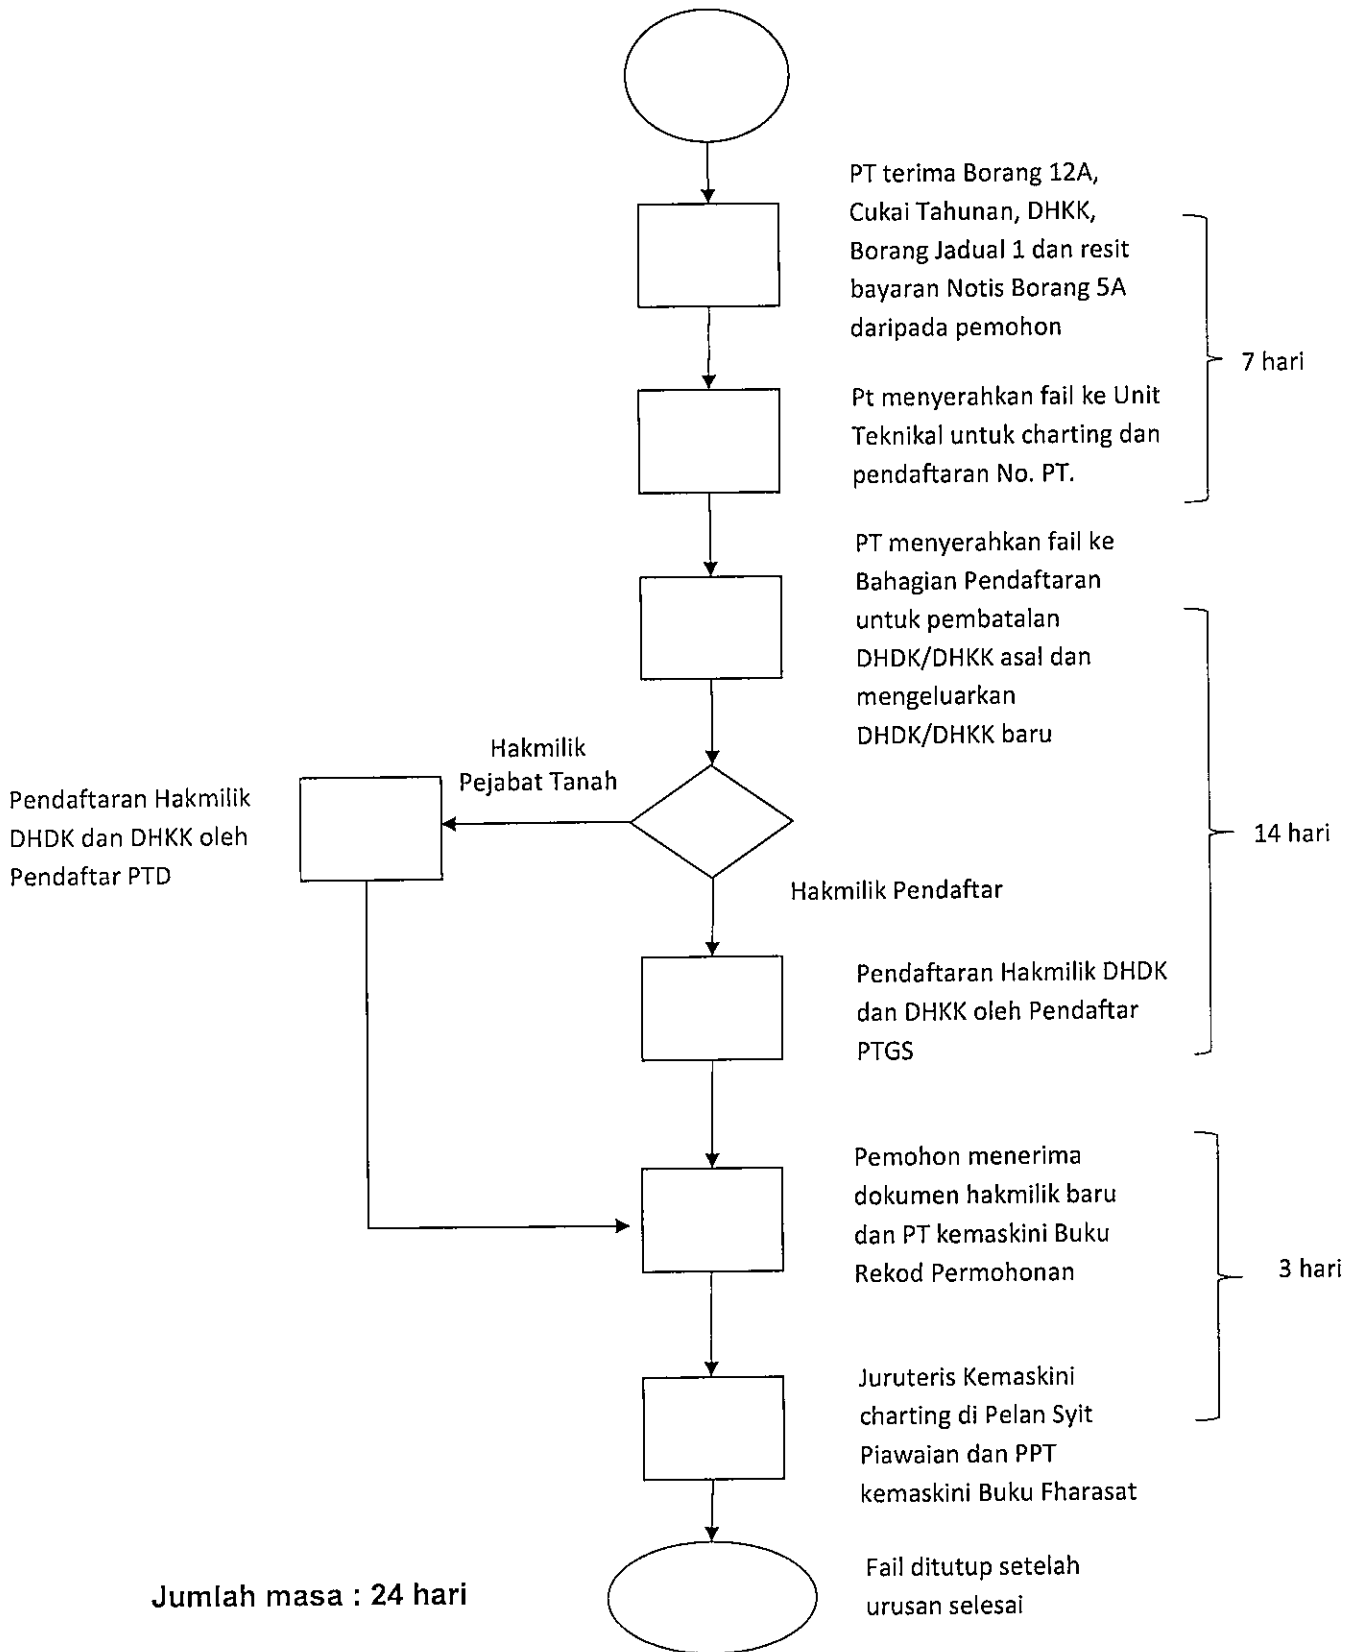 PT terima Borang 12A,
Cukai Tahunan, DHKK,
Borang Jadual 1 dan resit
bayaran Notis Borang 5A
daripada pemohon
7 hari
Pt menyerahkan fail ke Unit
Teknikal untuk charting dan
pendaftaran No. PT.
PT menyerahkan fail ke
Bahagian Pendaftaran
untuk pembatalan
DHDK/DHKK asal dan
mengeluarkan
DHDK/DHKK baru
Hakmilik
Pejabat Tanah
Pendaftaran Hakmilik
DHDK dan DHKK oleh
Pendaftar PTD
14 hari
Hakmilik Pendaftar
Pendaftaran Hakmilik DHDK
dan DHKK oleh Pendaftar
PTGS
Pemohon menerima
dokumen hakmilik baru
dan PT kemaskini Buku
Rekod Permohonan
3 hari
Juruteris Kemaskini
charting di Pelan Syit
Piawaian dan PPT
kemaskini Buku Fharasat
Fail ditutup setelah
urusan selesai
Jumlah masa : 24 hari